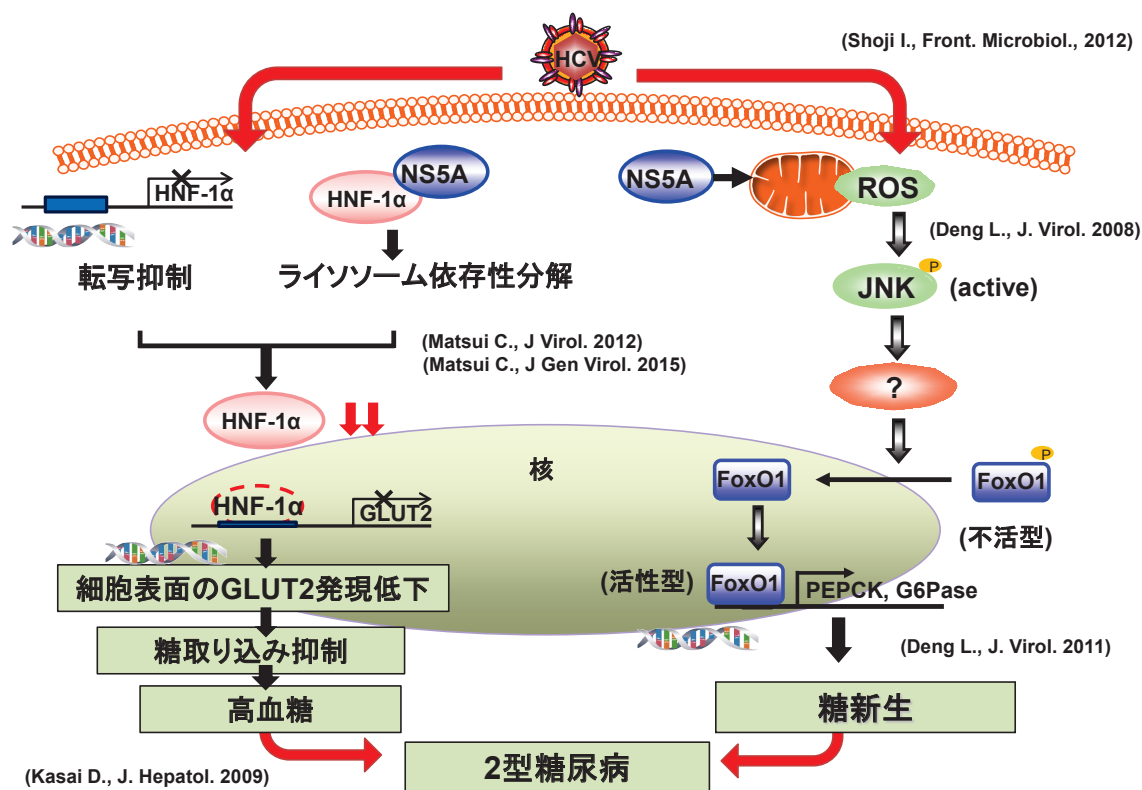 (Shoji I., Front. Microbiol., 2012)
HCV
HNF-1α
転写抑制
HNF-1α
NS5A
ライソソーム依存性分解
NS5A
ROS
(Deng L., J. Virol. 2008)
P
JNK
(active)
(Matsui C., J Virol. 2012)
(Matsui C., J Gen Virol. 2015)
?
HNF-1α
核
FoxO1
P
FoxO1
(不活型)
HNF-1α
GLUT2
(活性型)
FoxO1
PEPCK, G6Pase
細胞表面のGLUT2発現低下
糖取り込み抑制
(Deng L., J. Virol. 2011)
高血糖
糖新生
2型糖尿病
(Kasai D., J. Hepatol. 2009)